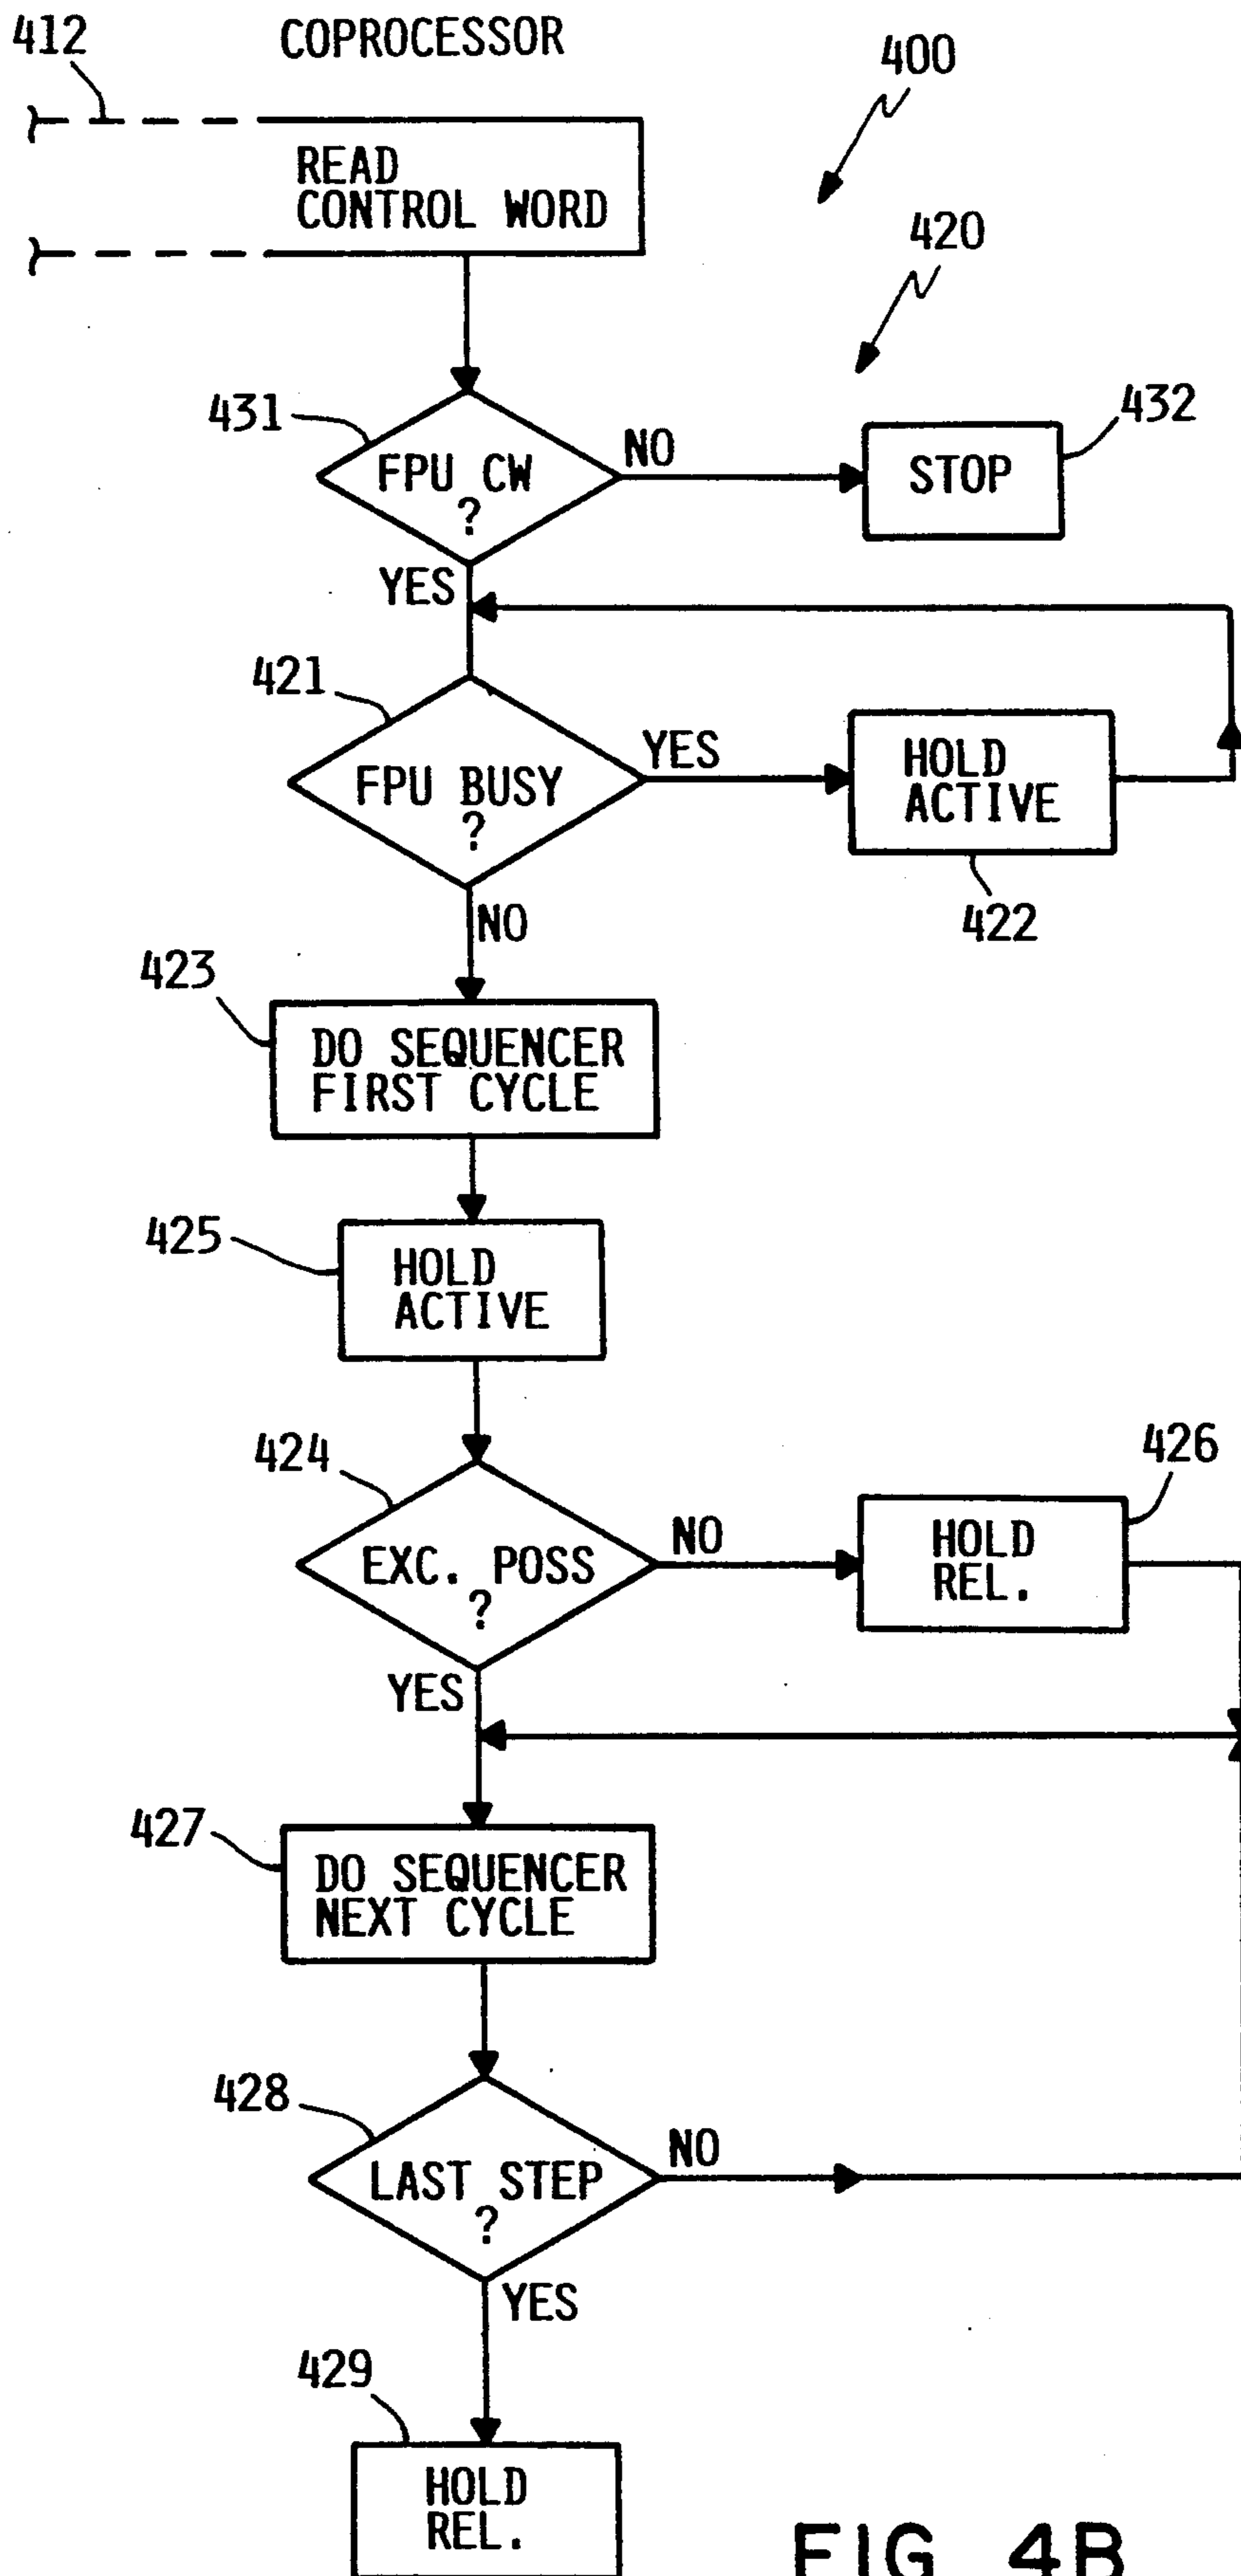 412
COPROCESSOR
400
READ
CONTROL WORD
420
431
FPU CW
?
NO
STOP
432
YES
421
FPU BUSY
?
YES
HOLD
ACTIVE
422
NO
423
DO SEQUENCER
FIRST CYCLE
425
HOLD
ACTIVE
424
EXC. POSS
?
NO
HOLD
REL.
426
YES
427
DO SEQUENCER
NEXT CYCLE
428
LAST STEP
?
NO
YES
429
HOLD
REL.
FIG 4B